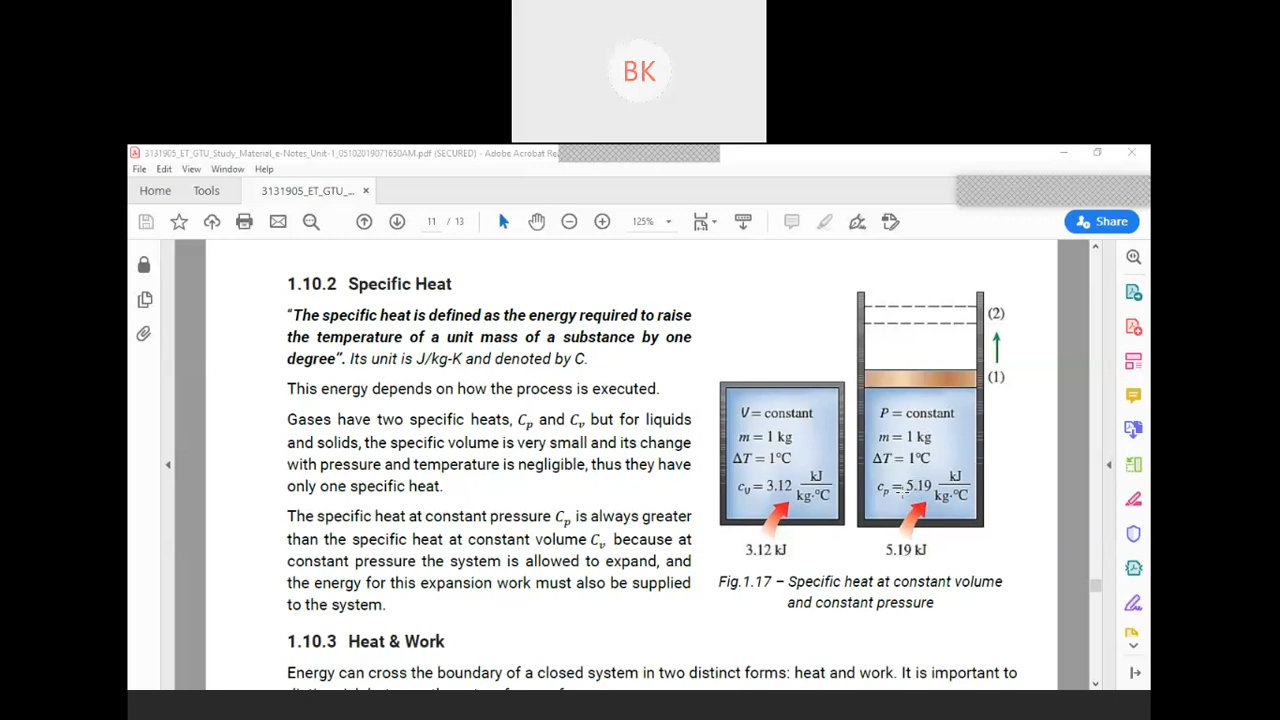 BK
3131905_ET_GTU_Study_Material_e-Notes_Unit-1_05102019071650AM.pdf (SECURED) - Adobe Acrobat Re
File Edit View Window Help
Home Tools 3131905_ET_GTU_... ×
11 / 13 125% Share
1.10.2 Specific Heat
“The specific heat is defined as the energy required to raise
the temperature of a unit mass of a substance by one
degree”. Its unit is J/kg-K and denoted by C.
This energy depends on how the process is executed.
Gases have two specific heats, Cp and Cv but for liquids
and solids, the specific volume is very small and its change
with pressure and temperature is negligible, thus they have
only one specific heat.
The specific heat at constant pressure Cp is always greater
than the specific heat at constant volume Cv because at
constant pressure the system is allowed to expand, and
the energy for this expansion work must also be supplied
to the system.
V = constant
m = 1 kg
ΔT = 1°C
cv = 3.12 kJ/kg·°C
3.12 kJ
(2)
(1)
P = constant
m = 1 kg
ΔT = 1°C
cp = 5.19 kJ/kg·°C
5.19 kJ
Fig.1.17 – Specific heat at constant volume
and constant pressure
1.10.3 Heat & Work
Energy can cross the boundary of a closed system in two distinct forms: heat and work. It is important to